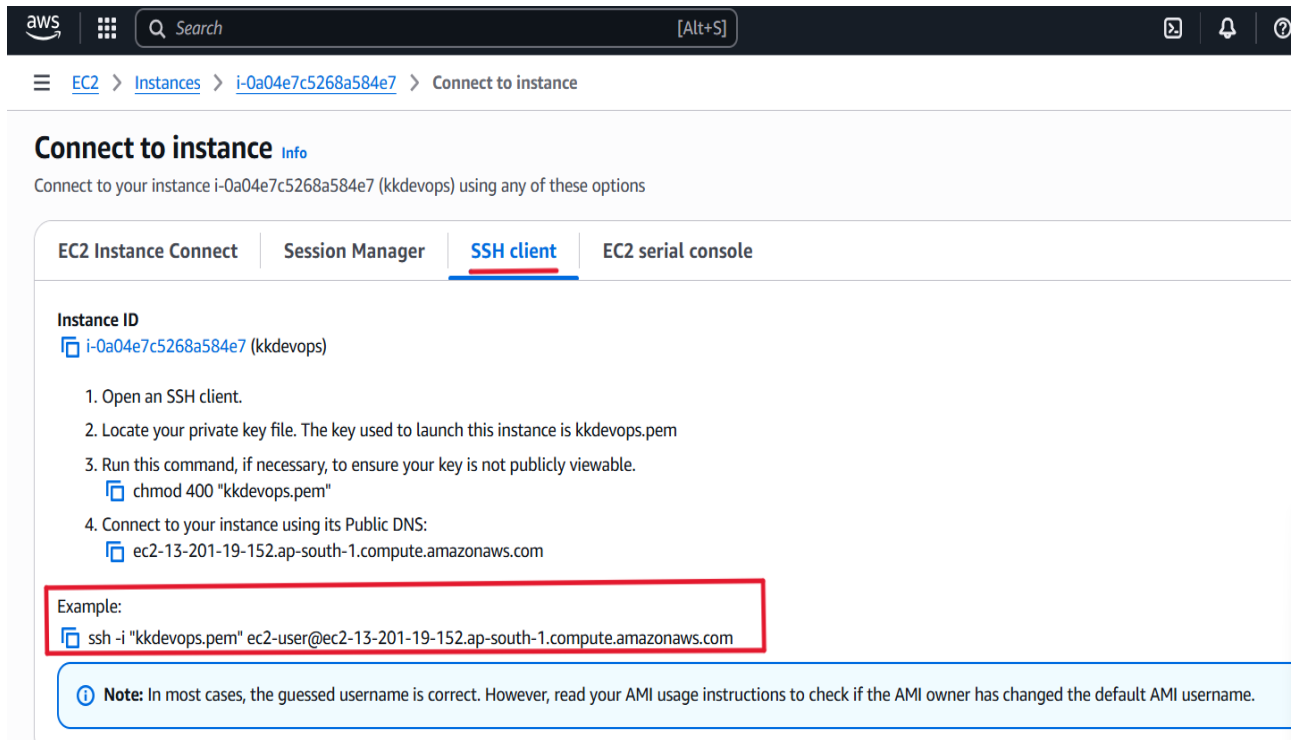 aws
Search [Alt+S]
EC2 > Instances > i-0a04e7c5268a584e7 > Connect to instance
Connect to instance Info
Connect to your instance i-0a04e7c5268a584e7 (kkdevops) using any of these options
EC2 Instance Connect Session Manager SSH client EC2 serial console
Instance ID
i-0a04e7c5268a584e7 (kkdevops)
1. Open an SSH client.
2. Locate your private key file. The key used to launch this instance is kkdevops.pem
3. Run this command, if necessary, to ensure your key is not publicly viewable.
chmod 400 "kkdevops.pem"
4. Connect to your instance using its Public DNS:
ec2-13-201-19-152.ap-south-1.compute.amazonaws.com
Example:
ssh -i "kkdevops.pem" ec2-user@ec2-13-201-19-152.ap-south-1.compute.amazonaws.com
Note: In most cases, the guessed username is correct. However, read your AMI usage instructions to check if the AMI owner has changed the default AMI username.